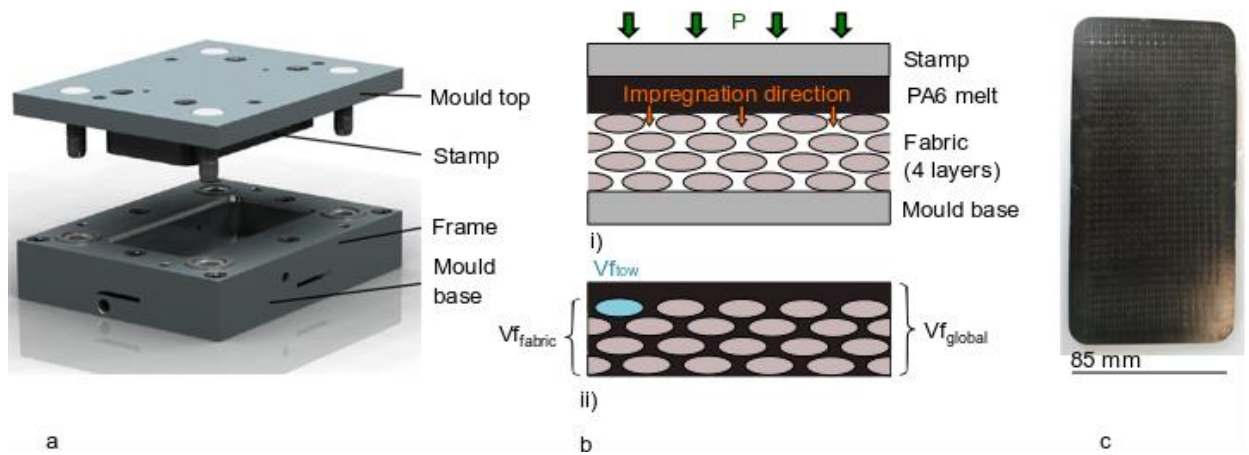 Mould top
Stamp
Frame
Mould
base
a
P
Stamp
Impregnation direction
PA6 melt
Fabric
(4 layers)
Mould base
i)
Vftow
Vffabric
Vfglobal
ii)
b
85 mm
c